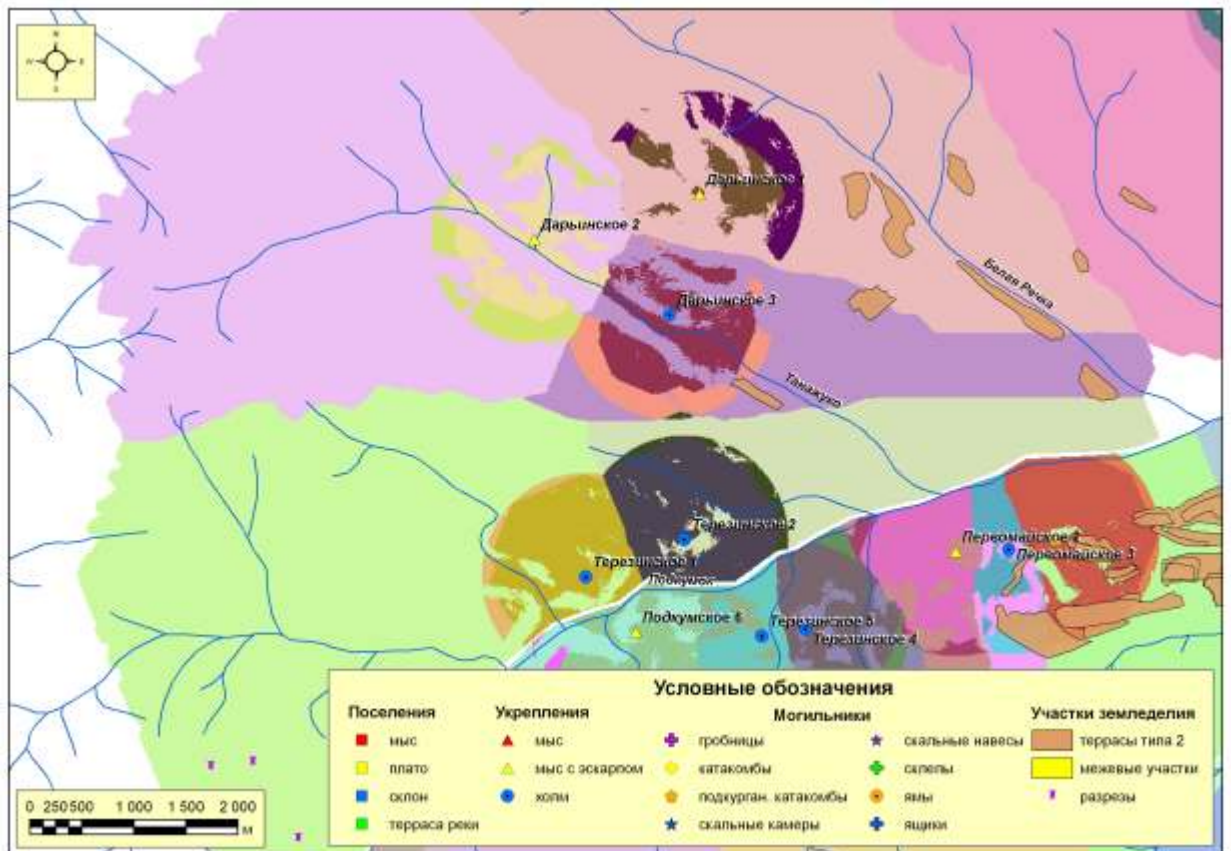 N
W E
S
Дарьинское 1
Дарьинское 2
Дарьинское 3
Белая Речка
Танажуко
Терезинское 2
Терезинское 1
Подкумок
Первомайское 2
Первомайское 3
Подкумское 6
Терезинское 5
Терезинское 4
Условные обозначения
Поселения
мыс
плато
склон
терраса реки
Укрепления
мыс
мыс с эскарпом
холм
Могильники
гробницы
катакомбы
подкурган. катакомбы
скальные камеры
скальные навесы
склепы
ямы
ящики
Участки земледелия
террасы типа 2
межевые участки
разрезы
0 250 500 1 000 1 500 2 000
м